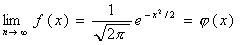 lim n→∞ f(x) = 1/√2π e^−x²/2 = φ(x)